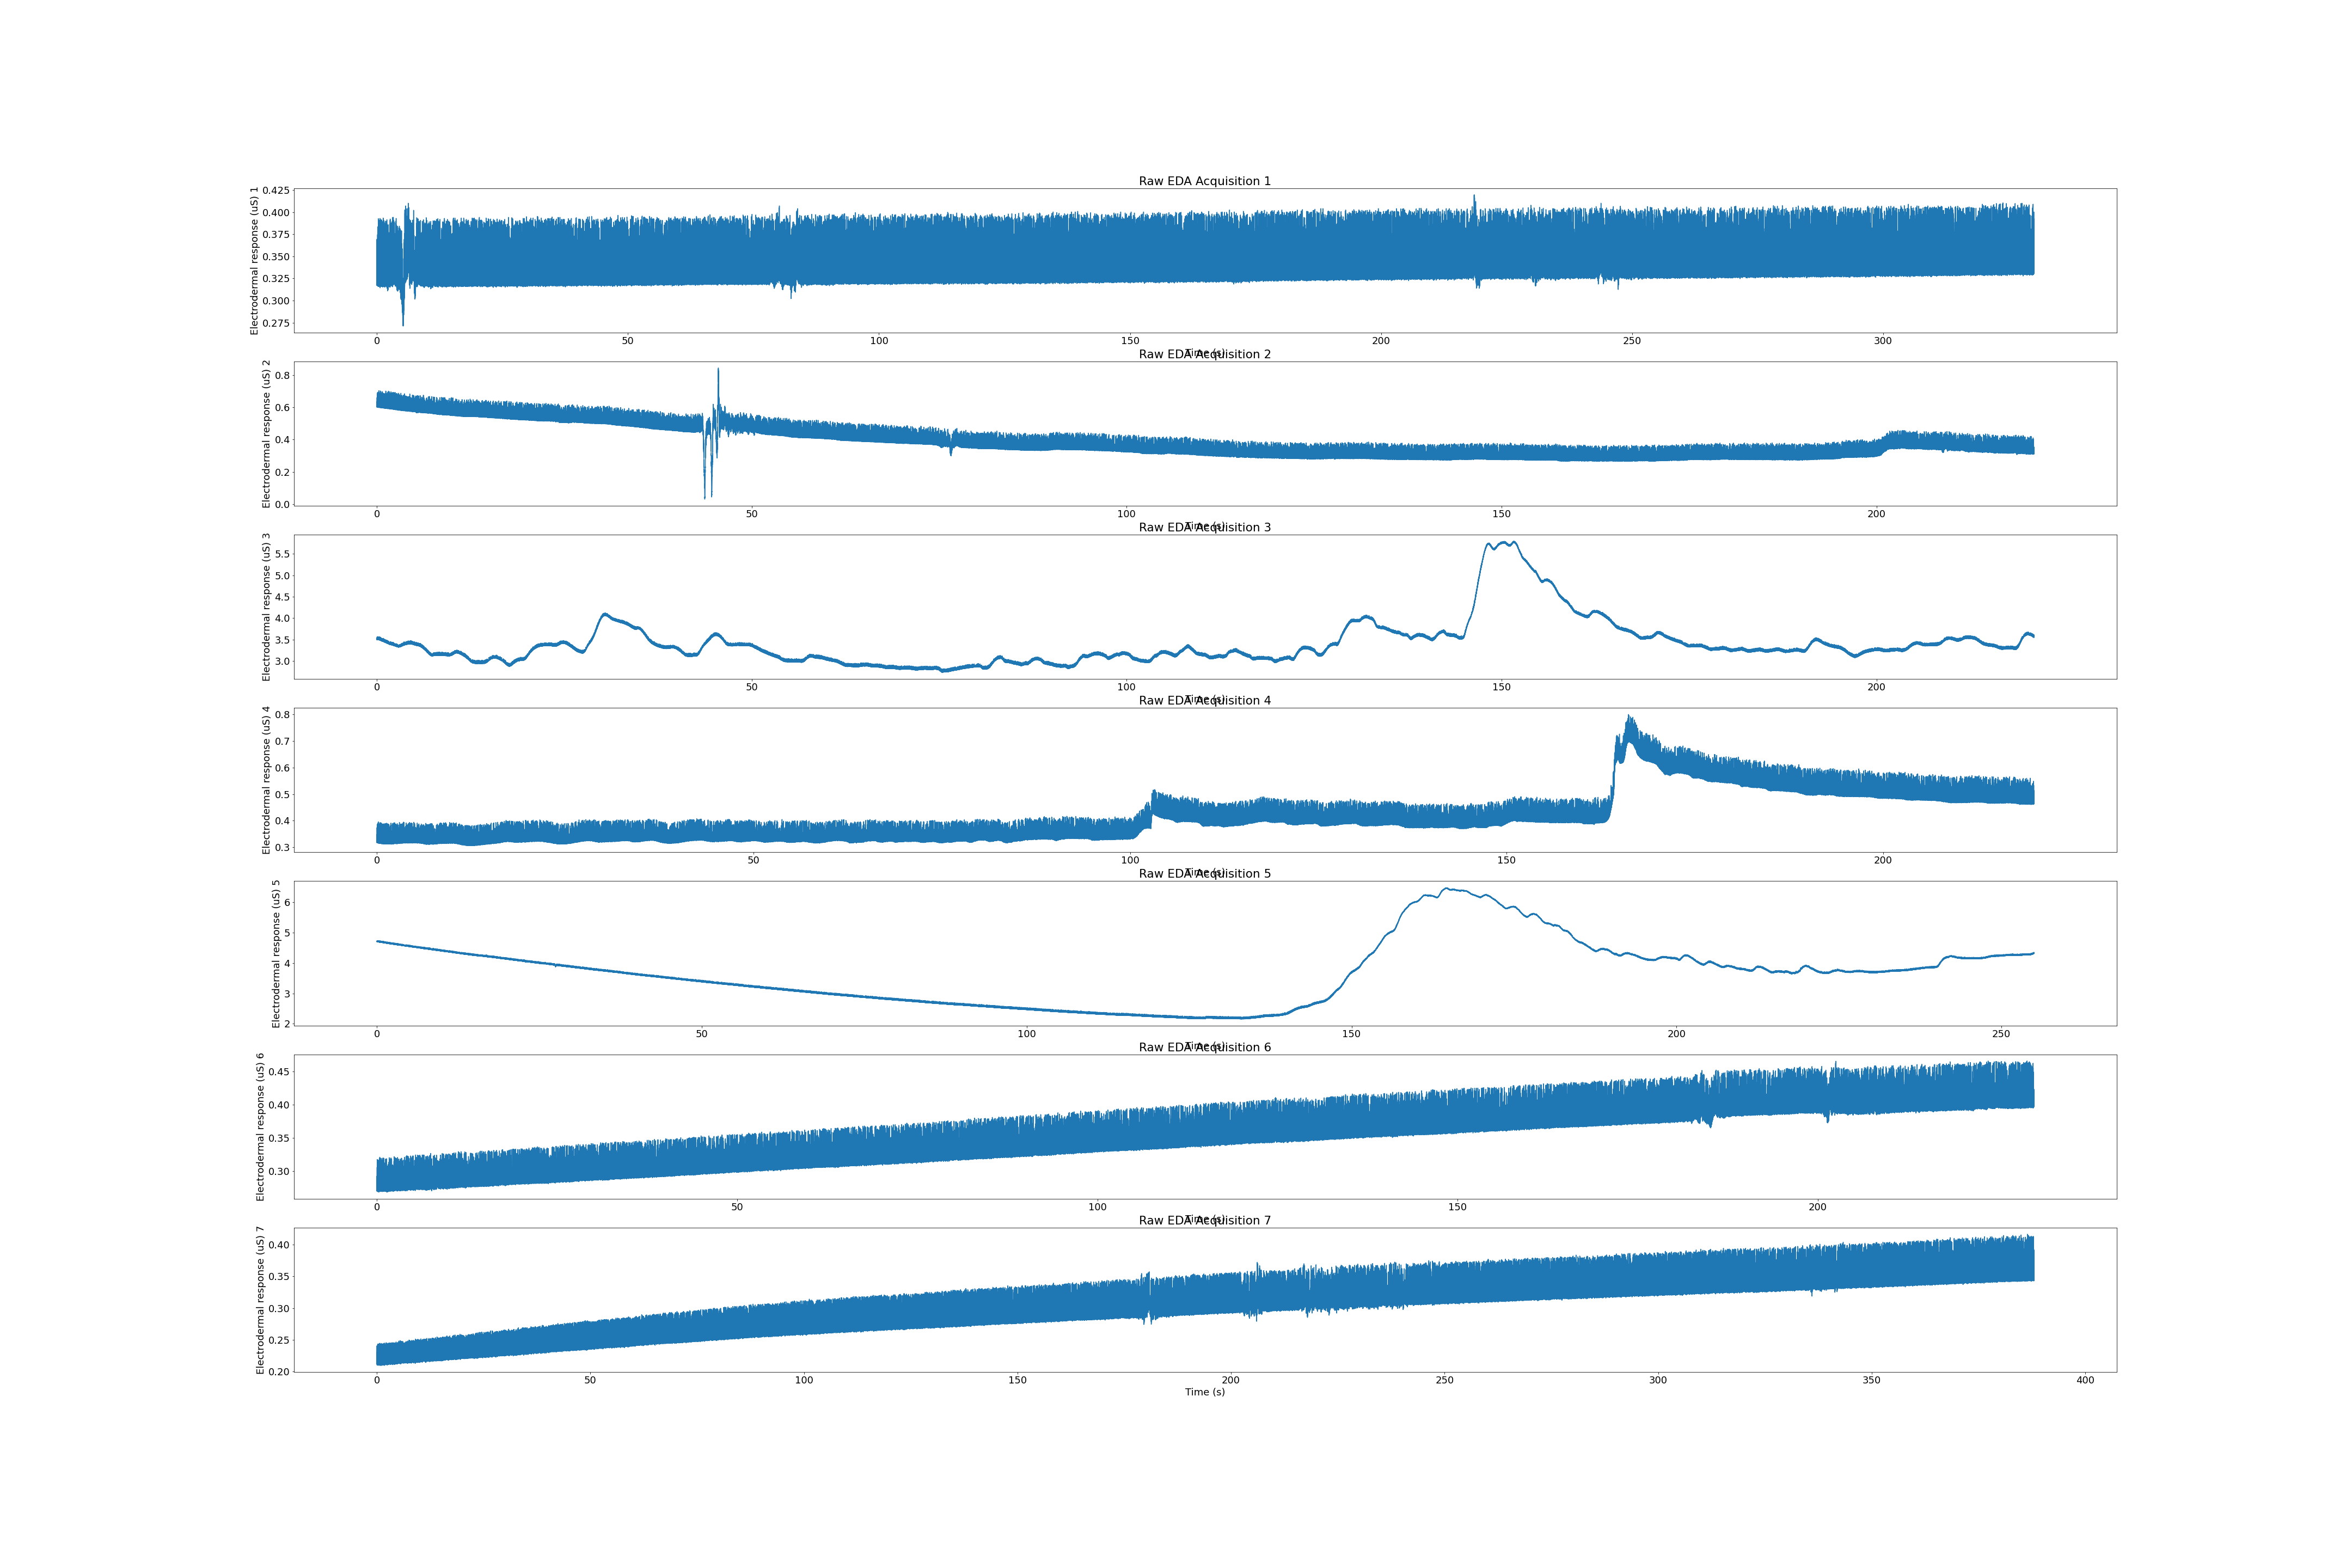 Raw EDA Acquisition 1
Electrodermal response (uS) 1
0.425
0.400
0.375
0.350
0.325
0.300
0.275
0 50 100 150 200 250 300
Time (s)
Raw EDA Acquisition 2
Electrodermal response (uS) 2
0.8
0.6
0.4
0.2
0.0
0 50 100 150 200
Time (s)
Raw EDA Acquisition 3
Electrodermal response (uS) 3
5.5
5.0
4.5
4.0
3.5
3.0
0 50 100 150 200
Time (s)
Raw EDA Acquisition 4
Electrodermal response (uS) 4
0.8
0.7
0.6
0.5
0.4
0.3
0 50 100 150 200
Time (s)
Raw EDA Acquisition 5
Electrodermal response (uS) 5
6
5
4
3
2
0 50 100 150 200 250
Time (s)
Raw EDA Acquisition 6
Electrodermal response (uS) 6
0.45
0.40
0.35
0.30
0 50 100 150 200
Time (s)
Raw EDA Acquisition 7
Electrodermal response (uS) 7
0.40
0.35
0.30
0.25
0.20
0 50 100 150 200 250 300 350 400
Time (s)